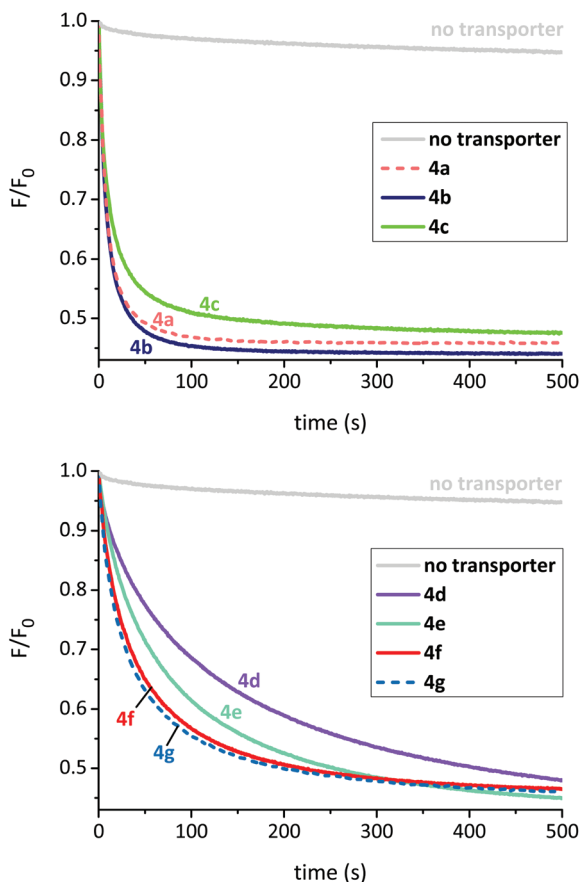 1.0
no transporter
0.9
no transporter
0.8
4a
4b
F/F0
0.7
4c
0.6
4c
0.5
4a
4b
0
100
200
300
400
500
time (s)
1.0
no transporter
0.9
no transporter
4d
0.8
4e
F/F0
4f
0.7
4g
4d
0.6
4f
4e
4g
0.5
0
100
200
300
400
500
time (s)